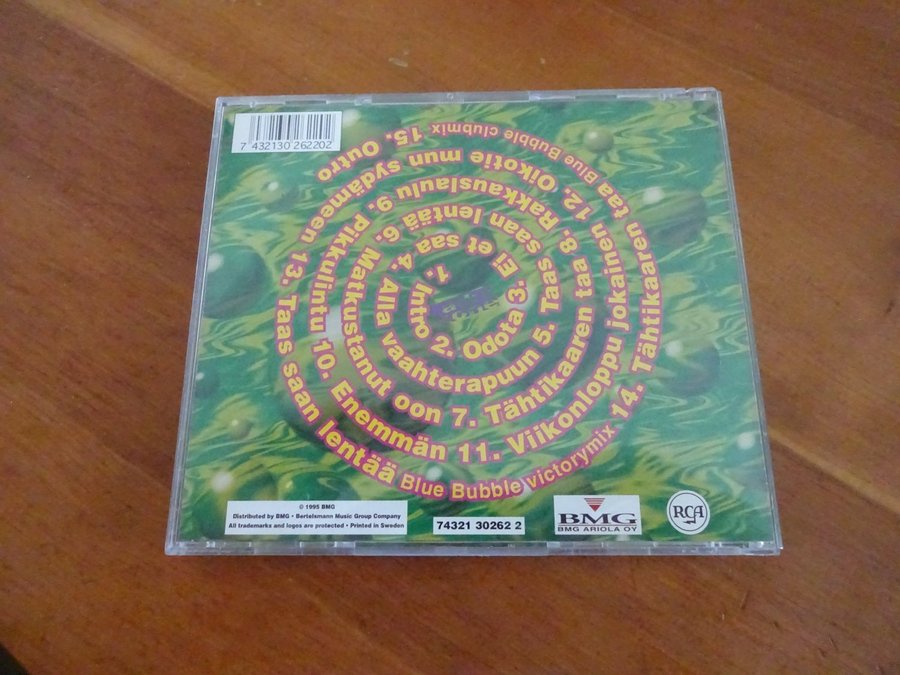 7 432130 262202
1. Intro 2. Odota 3. Ei et saa 4. Alla vaahterapuun 5. Taas saan lentää 6. Matkustanut oon 7. Tähtikaaren taa 8. Rakkauslaulu 9. Pikkulintu 10. Enemmän 11. Viikonloppu jokainen 12. Oikotie mun sydämeen 13. Taas saan lentää Blue Bubble victorymix 14. Tähtikaaren taa Blue Bubble clubmix 15. Outro
© 1995 BMG
Distributed by BMG • Bertelsmann Music Group Company
All trademarks and logos are protected • Printed in Sweden
74321 30262 2
BMG
BMG ARIOLA OY
RCA